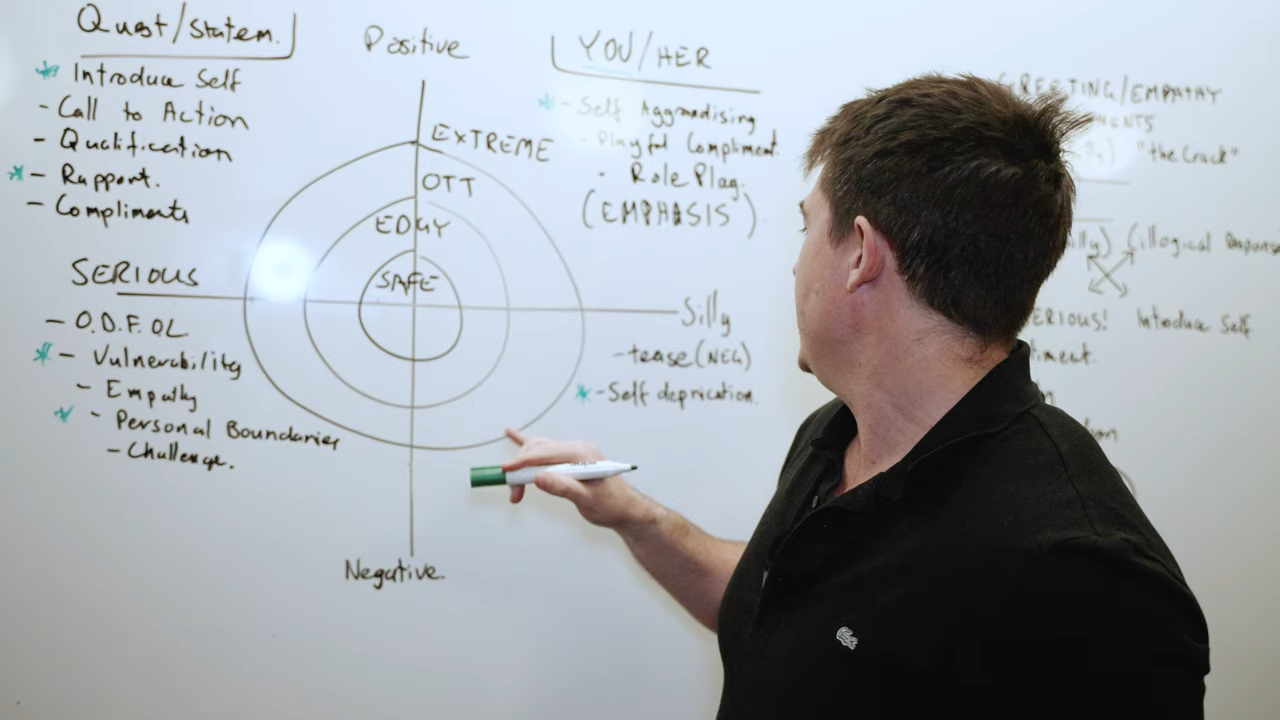 Quest/Statem.
* Introduce Self
- Call to Action
- Qualification
* - Rapport.
- Compliments
Positive
EXTREME
OTT
EDGY
SAFE
SERIOUS
- O.D.F.OL
* - Vulnerability
- Empathy
* - Personal Boundaries
- Challenge.
Negative.
YOU/HER
* - Self Aggrandising
- Playful Compliment.
- Role Play.
(EMPHASIS)
Silly
- tease (NEG)
* - Self deprication.
GREETING/EMPATHY
"the Crack"
(illogical Response
SERIOUS! Introduce Self